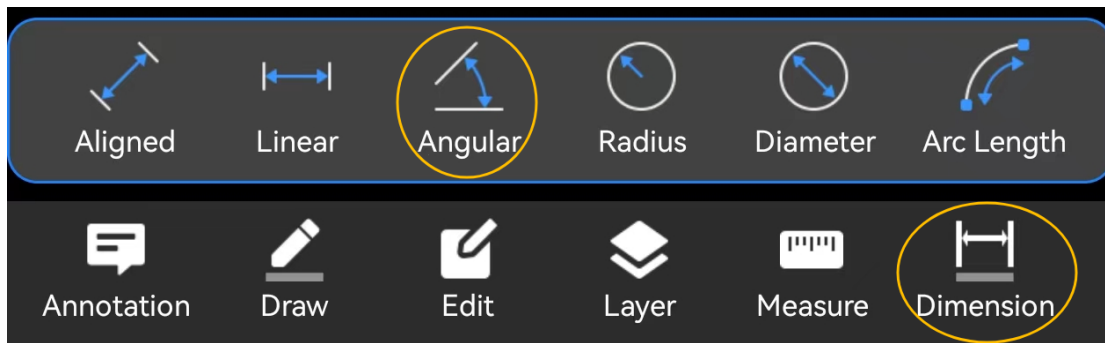 Aligned Linear Angular Radius Diameter Arc Length
Annotation Draw Edit Layer Measure Dimension